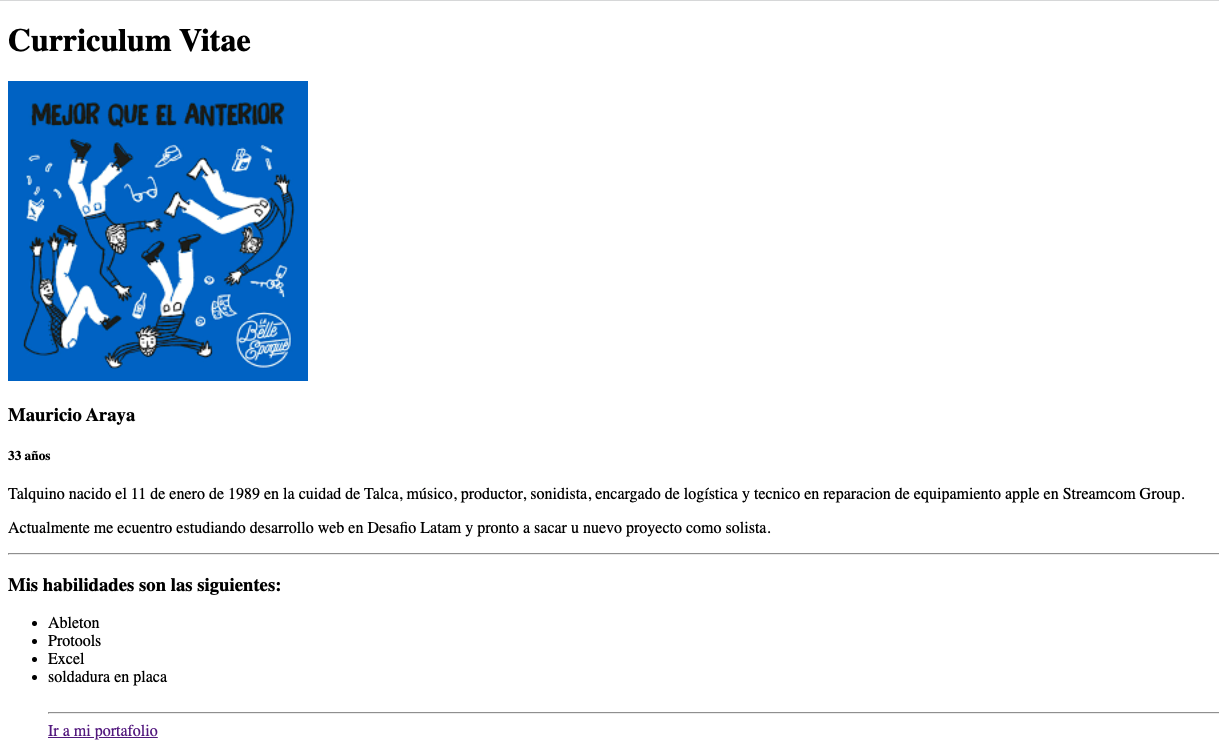 Curriculum Vitae
MEJOR QUE EL ANTERIOR
La
Belle
Epoque
Mauricio Araya
33 años
Talquino nacido el 11 de enero de 1989 en la cuidad de Talca, músico, productor, sonidista, encargado de logística y tecnico en reparacion de equipamiento apple en Streamcom Group.
Actualmente me ecuentro estudiando desarrollo web en Desafio Latam y pronto a sacar u nuevo proyecto como solista.
Mis habilidades son las siguientes:
Ableton
Protools
Excel
soldadura en placa
Ir a mi portafolio